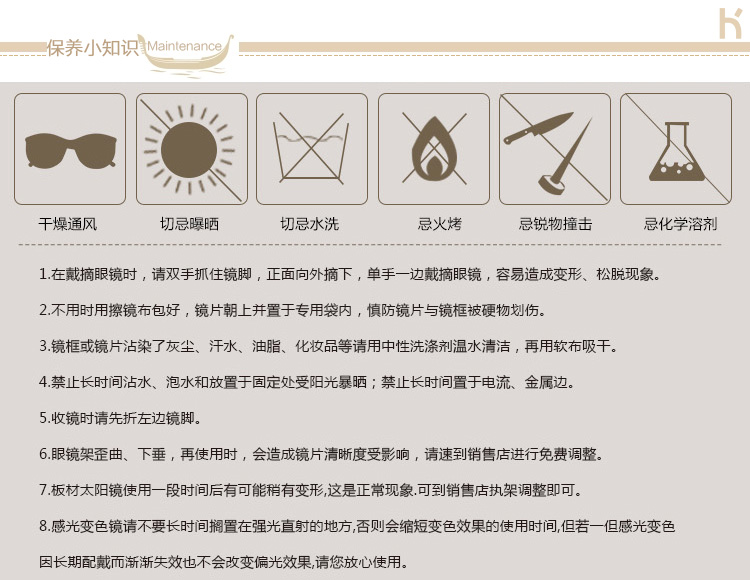 保养小知识 Maintenance
干燥通风 切忌曝晒 切忌水洗 忌火烤 忌锐物撞击 忌化学溶剂
1.在戴摘眼镜时，请双手抓住镜脚，正面向外摘下，单手一边戴摘眼镜，容易造成变形、松脱现象。
2.不用时用擦镜布包好，镜片朝上并置于专用袋内，慎防镜片与镜框被硬物划伤。
3.镜框或镜片沾染了灰尘、汗水、油脂、化妆品等请用中性洗涤剂温水清洁，再用软布吸干。
4.禁止长时间沾水、泡水和放置于固定处受阳光暴晒；禁止长时间置于电流、金属边。
5.收镜时请先折左边镜脚。
6.眼镜架歪曲、下垂，再使用时，会造成镜片清晰度受影响，请速到销售店进行免费调整。
7.板材太阳镜使用一段时间后有可能稍有变形,这是正常现象.可到销售店执架调整即可。
8.感光变色镜请不要长时间搁置在强光直射的地方,否则会缩短变色效果的使用时间,但若一但感光变色
因长期配戴而渐渐失效也不会改变偏光效果,请您放心使用。